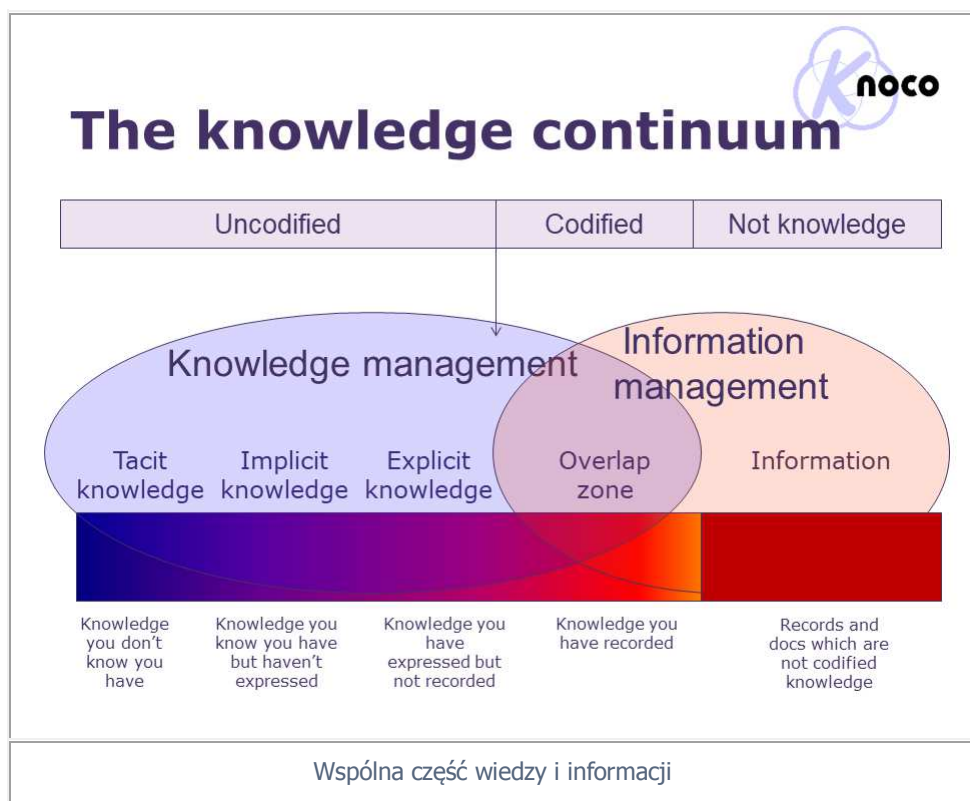 Knoco
The knowledge continuum
Uncodified
Codified
Not knowledge
Knowledge management
Information
management
Tacit
knowledge
Implicit
knowledge
Explicit
knowledge
Overlap
zone
Information
Knowledge
you don't
know you
have
Knowledge you
know you have
but haven't
expressed
Knowledge you
have
expressed but
not recorded
Knowledge you
have recorded
Records and
docs which are
not codified
knowledge
Wspólna część wiedzy i informacji